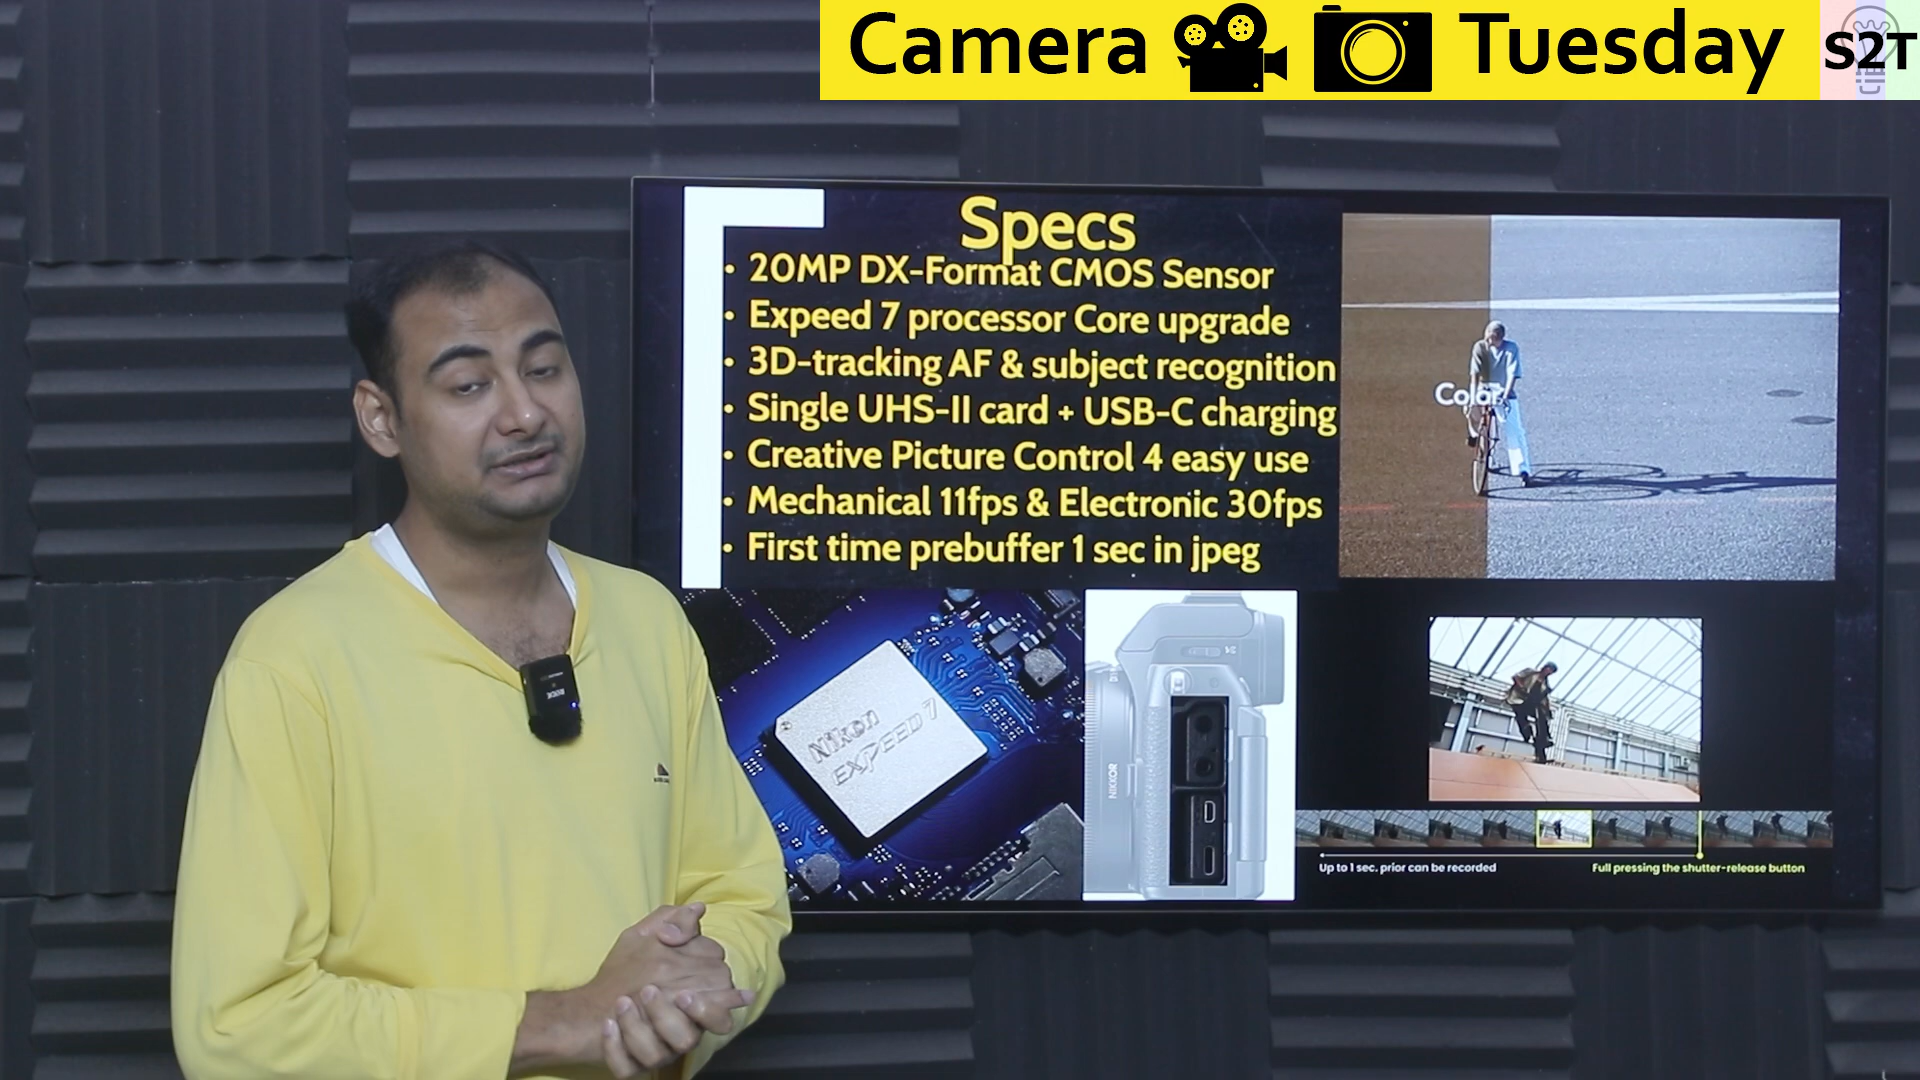 Camera Tuesday S2T
Specs
• 20MP DX-Format CMOS Sensor
• Expeed 7 processor Core upgrade
• 3D-tracking AF & subject recognition
• Single UHS-II card + USB-C charging
• Creative Picture Control 4 easy use
• Mechanical 11fps & Electronic 30fps
• First time prebuffer 1 sec in jpeg
Color
Nikon
EXPEED 7
NIKKOR
RØDE
Up to 1 sec. prior can be recorded
Full pressing the shutter-release button